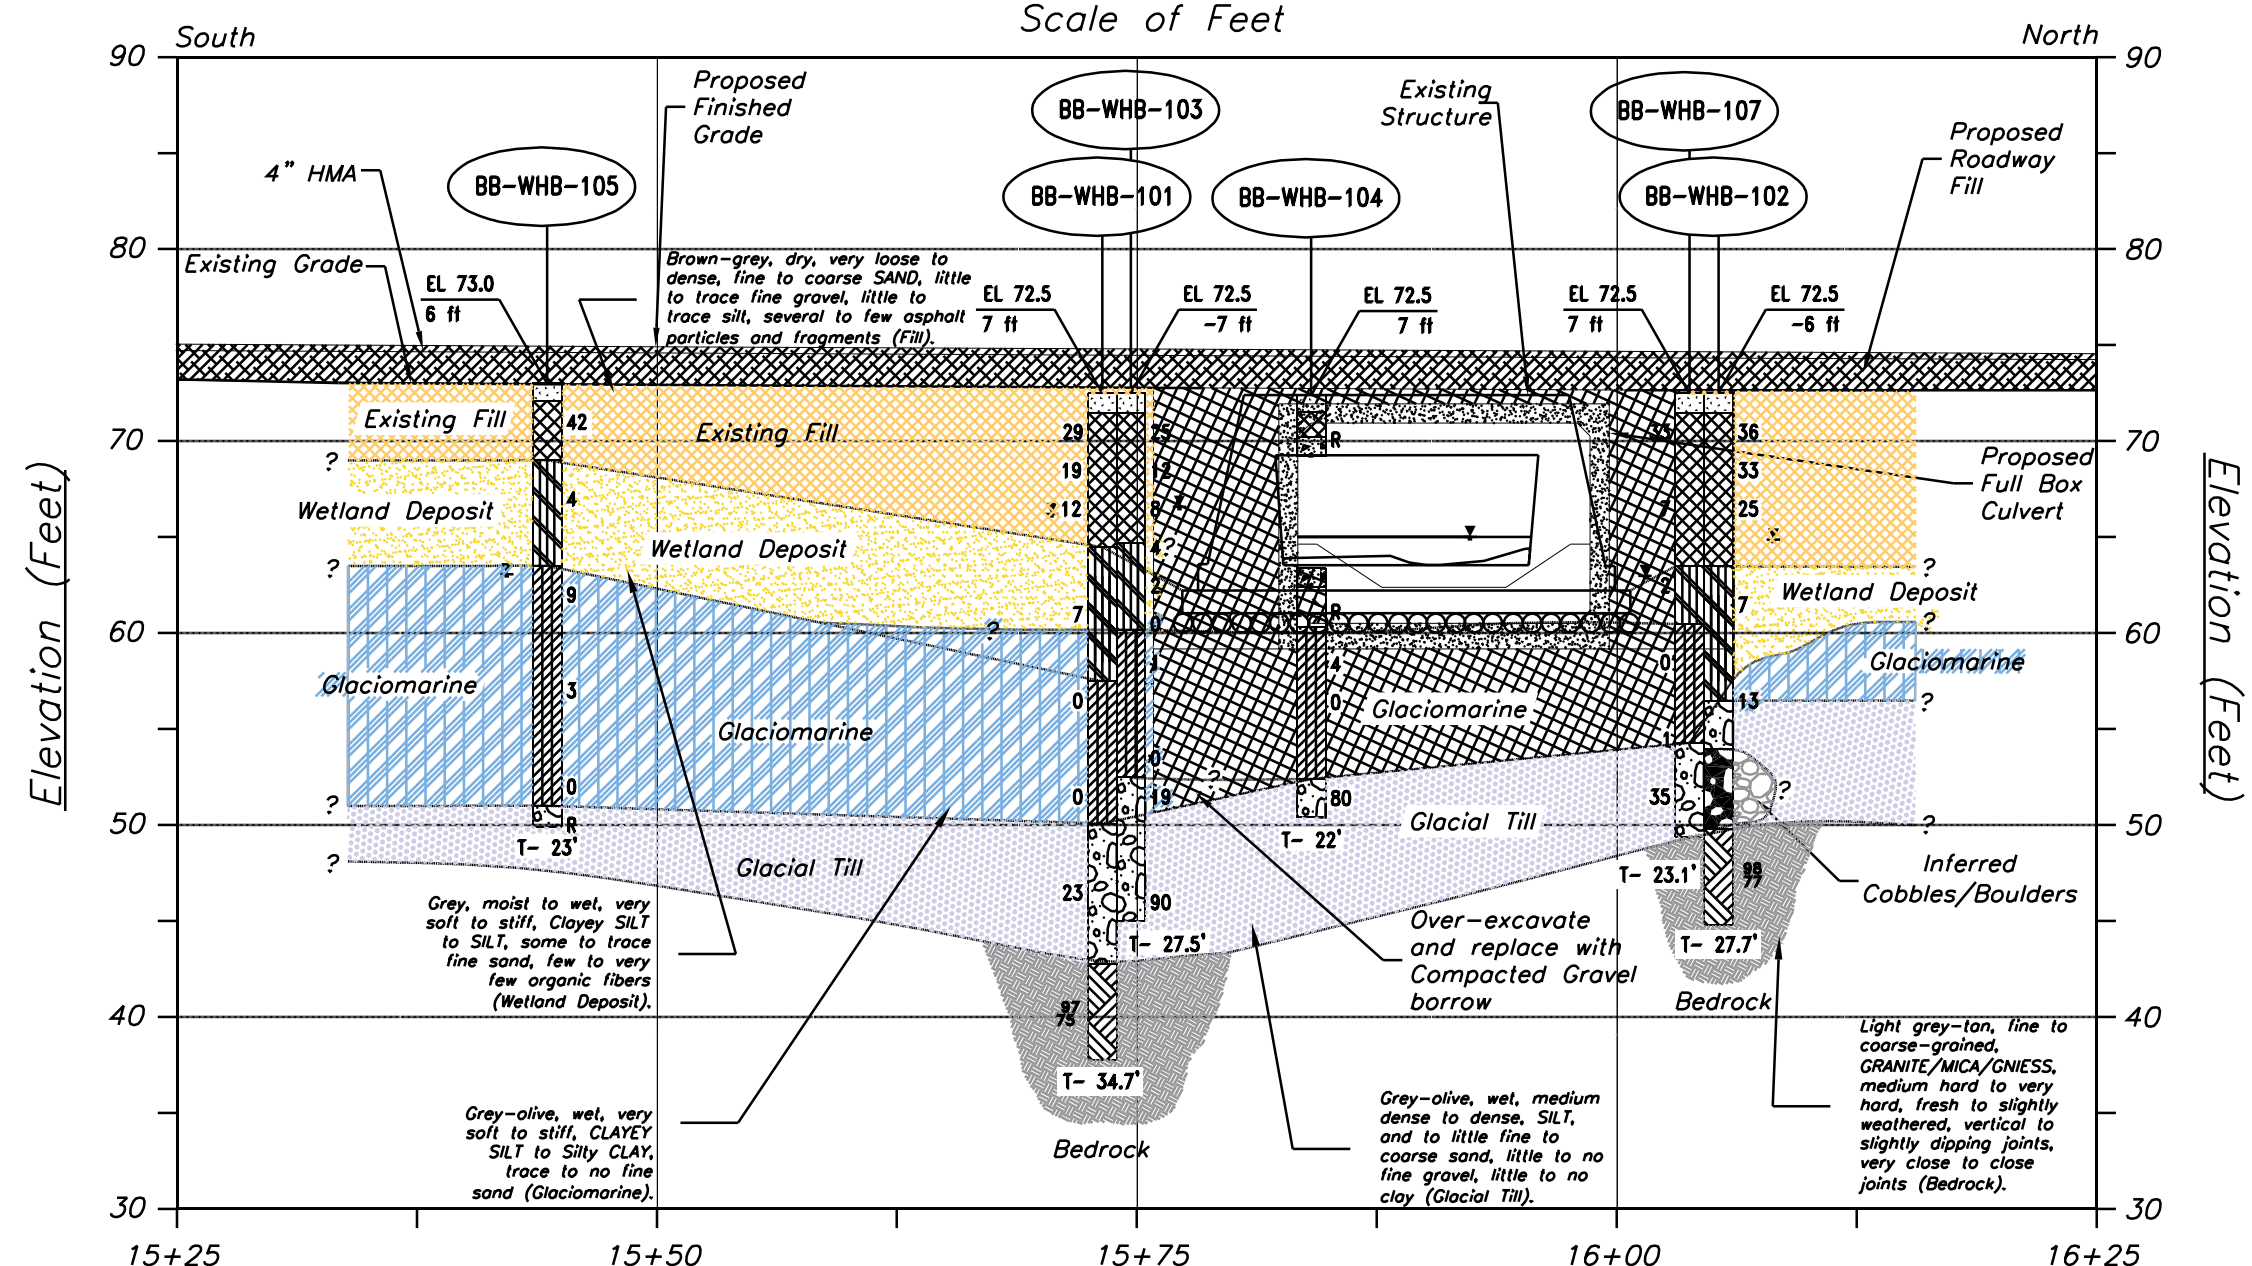 Scale of Feet
South
North
90
90
80
80
70
70
60
60
50
50
40
40
30
30
Elevation (Feet)
Elevation (Feet)
15+25
15+50
15+75
16+00
16+25
Proposed
Finished
Grade
4” HMA
Existing Grade
BB-WHB-105
BB-WHB-103
BB-WHB-101
BB-WHB-104
BB-WHB-107
BB-WHB-102
Existing
Structure
Proposed
Roadway
Fill
EL 73.0
6 ft
Brown-grey, dry, very loose to
dense, fine to coarse SAND, little
to trace fine gravel, little to
trace silt, several to few asphalt
particles and fragments (Fill).
EL 72.5
7 ft
EL 72.5
-7 ft
EL 72.5
7 ft
EL 72.5
7 ft
EL 72.5
-6 ft
Existing Fill
42
Existing Fill
29
25
R
33
36
?
19
12
33
Proposed
Full Box
Culvert
Wetland Deposit
4
12
8
7
25
Wetland Deposit
4
?
?
?
?
9
2
2
Wetland Deposit
7
0
R
7
?
?
1
4
0
Glaciomarine
Glaciomarine
3
0
0
Glaciomarine
13
?
Glaciomarine
0
0
?
1
?
?
0
19
80
35
R
T- 23'
T- 22'
Glacial Till
?
?
Glacial Till
23
90
T- 23.1'
98
77
Inferred
Cobbles/Boulders
T- 27.5'
T- 27.7'
Grey, moist to wet, very
soft to stiff, Clayey SILT
to SILT, some to trace
fine sand, few to very
few organic fibers
(Wetland Deposit).
Over-excavate
and replace with
Compacted Gravel
borrow
Bedrock
97
75
T- 34.7'
Bedrock
Grey-olive, wet, very
soft to stiff, CLAYEY
SILT to Silty CLAY,
trace to no fine
sand (Glaciomarine).
Grey-olive, wet, medium
dense to dense, SILT,
and to little fine to
coarse sand, little to no
fine gravel, little to no
clay (Glacial Till).
Light grey-tan, fine to
coarse-grained,
GRANITE/MICA/GNIESS,
medium hard to very
hard, fresh to slightly
weathered, vertical to
slightly dipping joints,
very close to close
joints (Bedrock).